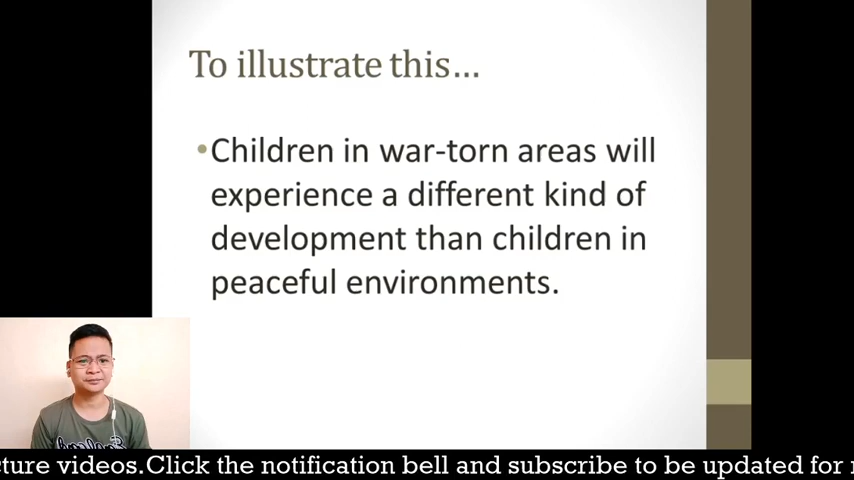 To illustrate this...
•Children in war-torn areas will
experience a different kind of
development than children in
peaceful environments.
cture videos.Click the notification bell and subscribe to be updated for